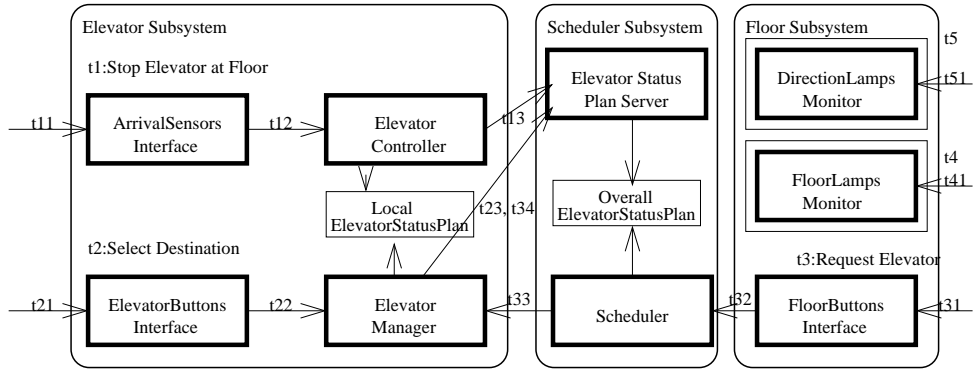 Elevator Subsystem
Scheduler Subsystem
Floor Subsystem
t5
t1:Stop Elevator at Floor
Elevator Status
Plan Server
DirectionLamps
Monitor
t51
t11
ArrivalSensors
Interface
t12
Elevator
Controller
t13
t4
FloorLamps
Monitor
t41
Local
ElevatorStatusPlan
t23, t34
Overall
ElevatorStatusPlan
t2:Select Destination
t3:Request Elevator
t21
ElevatorButtons
Interface
t22
Elevator
Manager
t33
Scheduler
t32
FloorButtons
Interface
t31